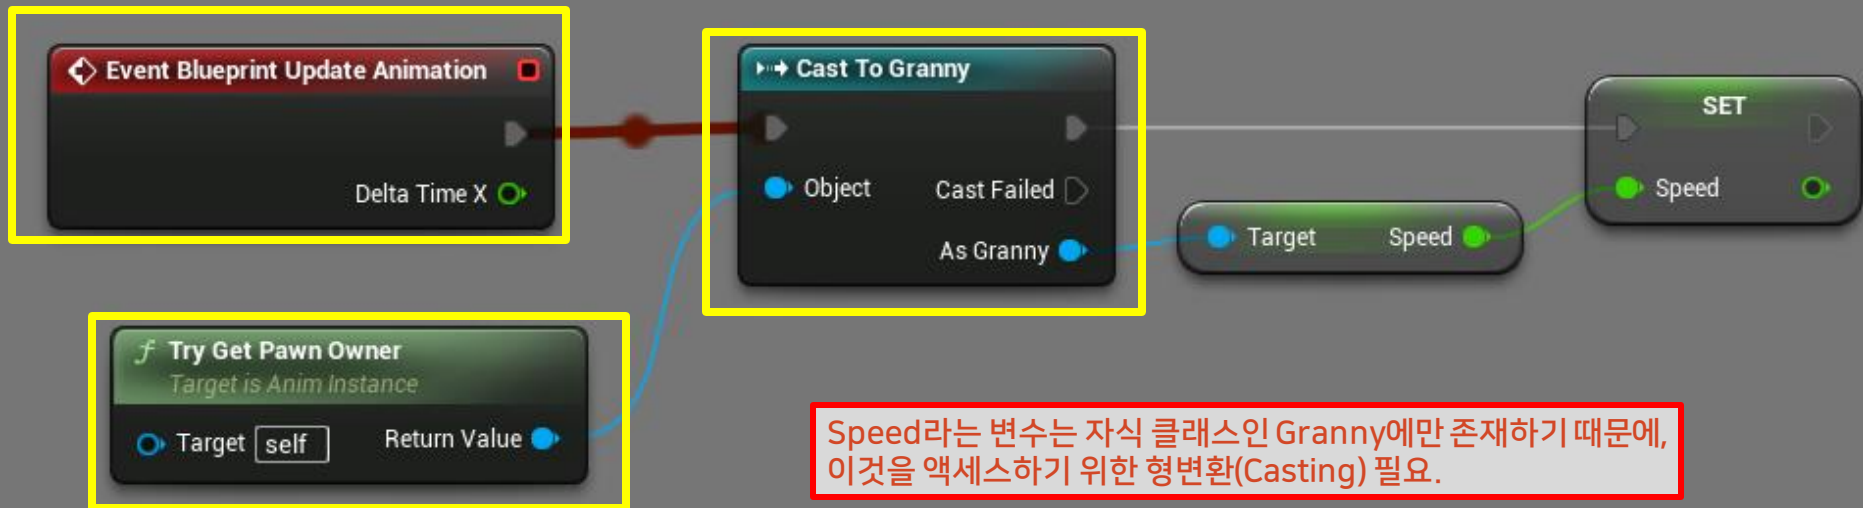 Event Blueprint Update Animation
Delta Time X
Cast To Granny
Object
Cast Failed
As Granny
Target
Speed
SET
Speed
Try Get Pawn Owner
Target is Anim Instance
Target self
Return Value
Speed라는 변수는 자식 클래스인 Granny에만 존재하기 때문에,
이것을 액세스하기 위한 형변환(Casting) 필요.